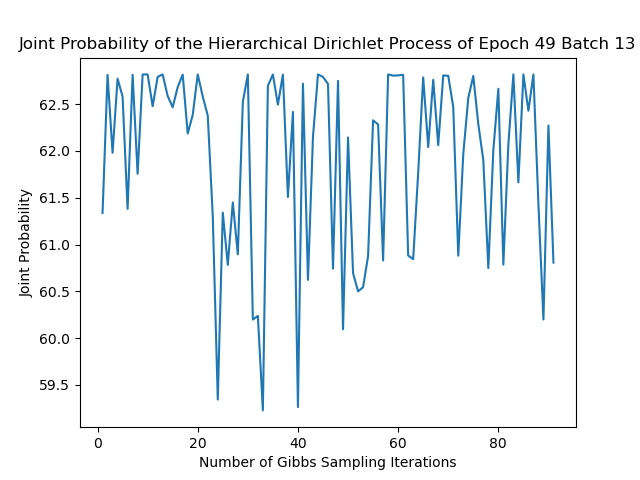 Joint Probability of the Hierarchical Dirichlet Process of Epoch 49 Batch 13
62.5
62.0
61.5
61.0
60.5
60.0
59.5
Joint Probability
0 20 40 60 80
Number of Gibbs Sampling Iterations